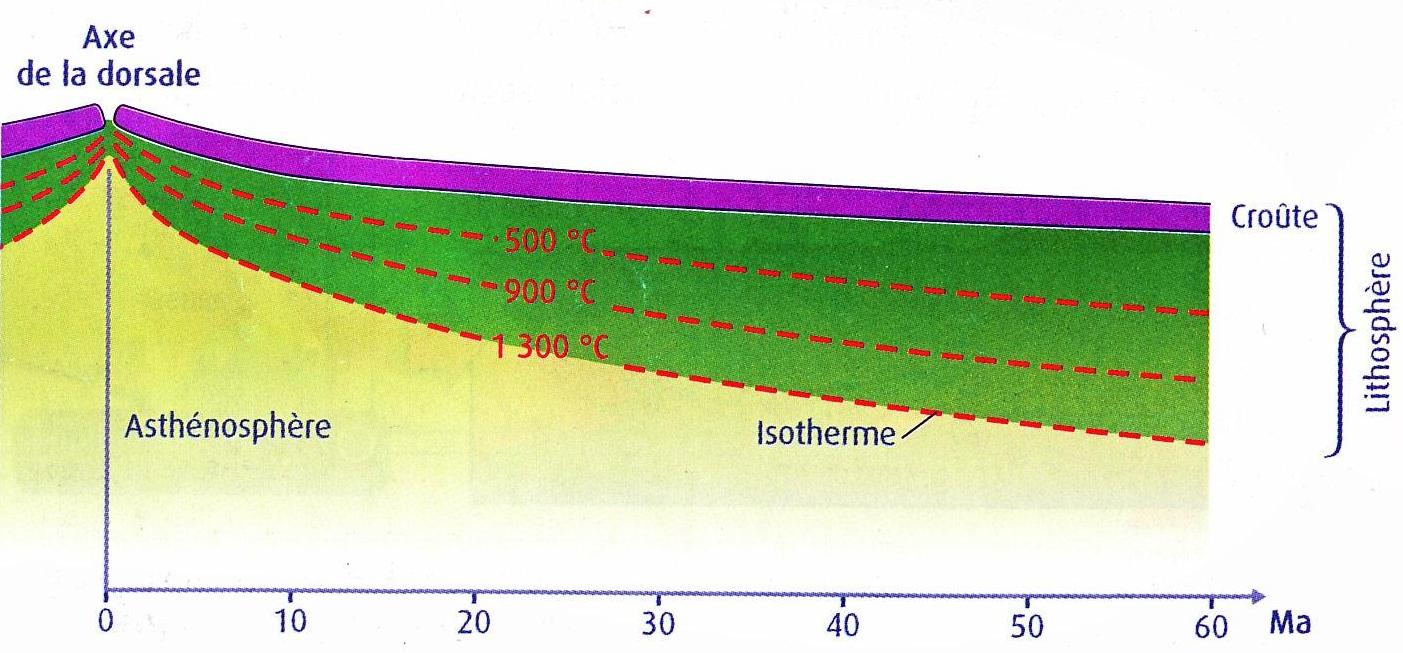 Axe
de la dorsale
500 °C
900 °C
1 300 °C
Croûte
Lithosphère
Asthénosphère
Isotherme
0 10 20 30 40 50 60 Ma